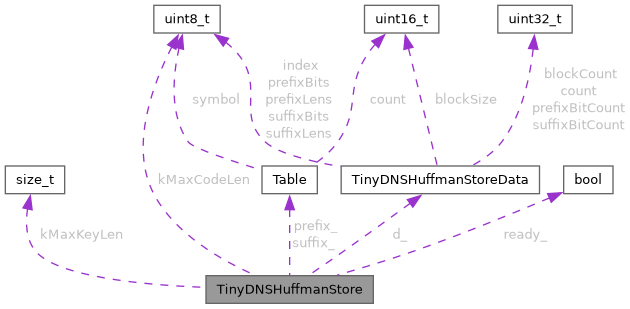 uint8_t
uint16_t
uint32_t
index
prefixBits
prefixLens
suffixBits
suffixLens
symbol
count
blockSize
blockCount
count
prefixBitCount
suffixBitCount
size_t
kMaxCodeLen
Table
TinyDNSHuffmanStoreData
bool
kMaxKeyLen
prefix_
suffix_
d_
ready_
TinyDNSHuffmanStore